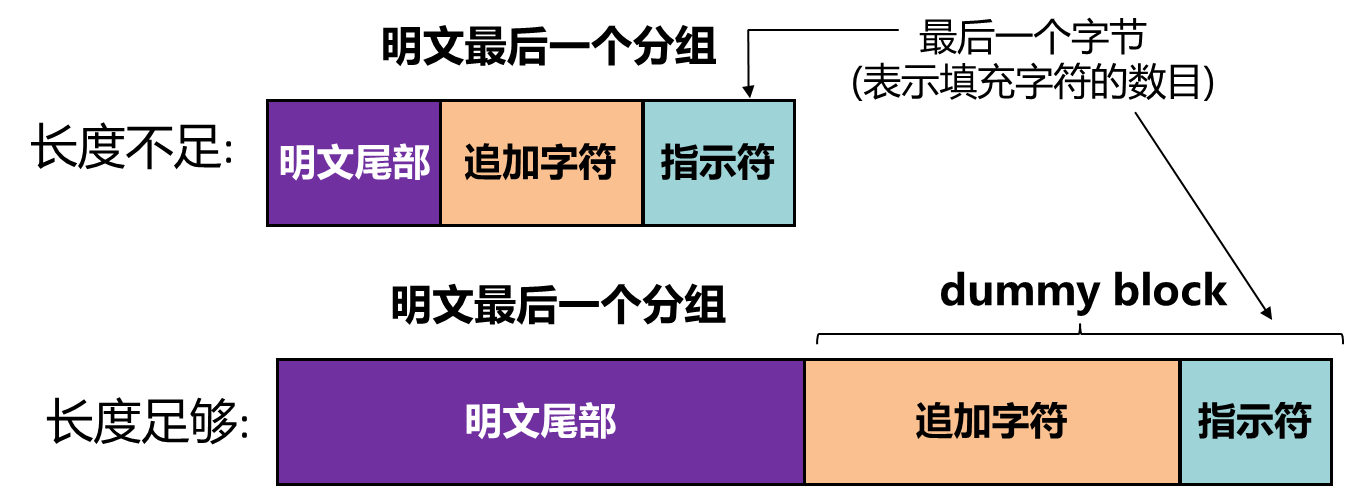 明文最后一个分组
最后一个字节
(表示填充字符的数目)
长度不足:
明文尾部
追加字符
指示符
明文最后一个分组
dummy block
长度足够:
明文尾部
追加字符
指示符